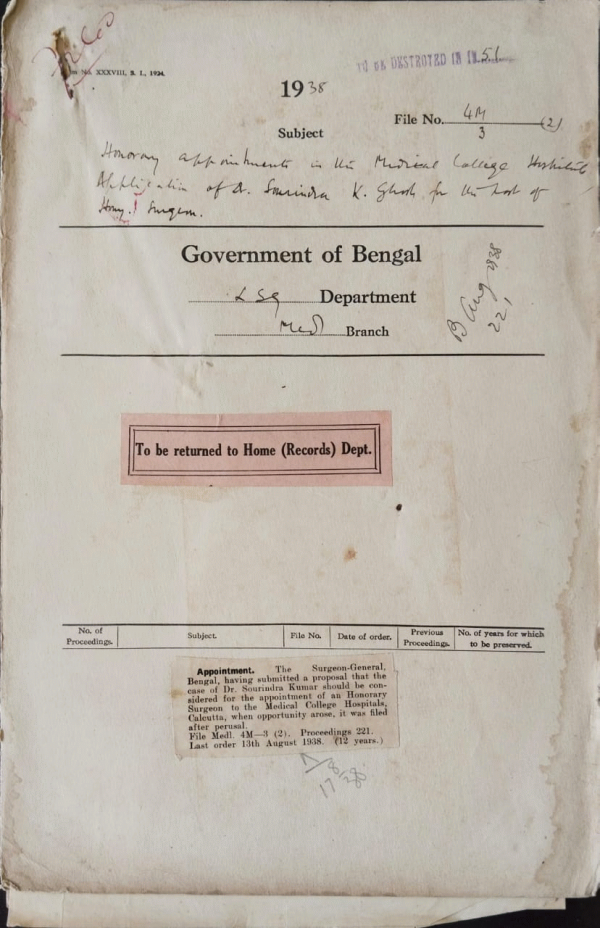 No. XXXVIII, S. I., 1934.
TO BE DESTROYED IN 1951
1938
File No. 4M
3 (2)
Subject
Honorary appointments in the Medical College Hospitals
Application of Dr. Sourindra K. Ghosh for the post of
Hony. Surgeon.
Government of Bengal
LSG Department
Medl Branch
B Aug 1938
221
To be returned to Home (Records) Dept.
No. of Proceedings. Subject. File No. Date of order. Previous Proceedings. No. of years for which to be preserved.
Appointment. The Surgeon-General,
Bengal, having submitted a proposal that the
case of Dr. Sourindra Kumar should be con-
sidered for the appointment of an Honorary
Surgeon to the Medical College Hospitals,
Calcutta, when opportunity arose, it was filed
after perusal.
File Medl. 4M—3 (2). Proceedings 221.
Last order 13th August 1938. (12 years.)